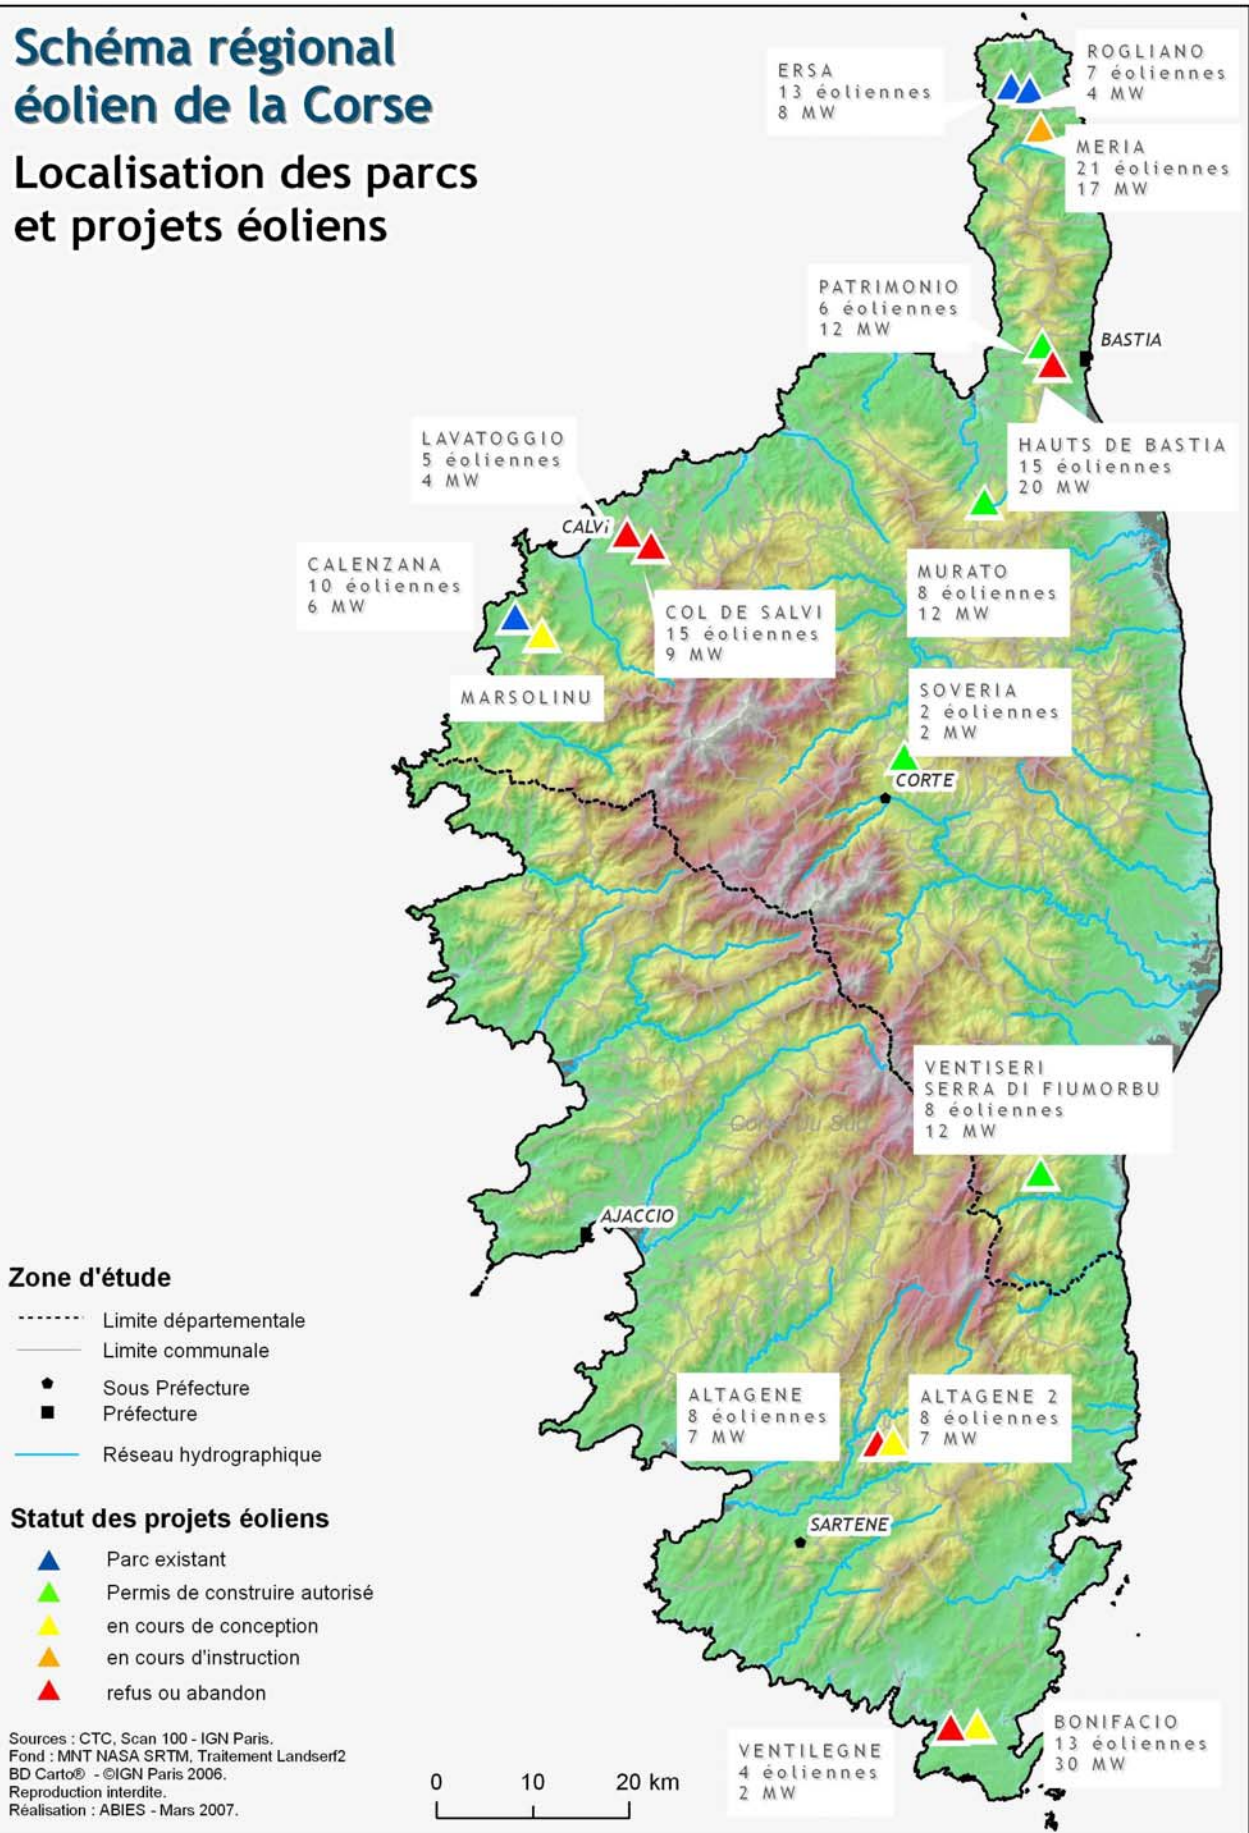 Schéma régional
éolien de la Corse
Localisation des parcs
et projets éoliens
ERSA
13 éoliennes
8 MW
ROGLIANO
7 éoliennes
4 MW
MERIA
21 éoliennes
17 MW
PATRIMONIO
6 éoliennes
12 MW
BASTIA
HAUTS DE BASTIA
15 éoliennes
20 MW
LAVATOGGIO
5 éoliennes
4 MW
CALVi
CALENZANA
10 éoliennes
6 MW
COL DE SALVI
15 éoliennes
9 MW
MURATO
8 éoliennes
12 MW
MARSOLINU
SOVERIA
2 éoliennes
2 MW
CORTE
VENTISERI
SERRA DI FIUMORBU
8 éoliennes
12 MW
Corse du Sud
AJACCIO
ALTAGENE
8 éoliennes
7 MW
ALTAGENE 2
8 éoliennes
7 MW
SARTENE
VENTILEGNE
4 éoliennes
2 MW
BONIFACIO
13 éoliennes
30 MW
Zone d'étude
Limite départementale
Limite communale
Sous Préfecture
Préfecture
Réseau hydrographique
Statut des projets éoliens
Parc existant
Permis de construire autorisé
en cours de conception
en cours d'instruction
refus ou abandon
Sources : CTC, Scan 100 - IGN Paris.
Fond : MNT NASA SRTM, Traitement Landserf2
BD Carto® - ©IGN Paris 2006.
Reproduction interdite.
Réalisation : ABIES - Mars 2007.
0 10 20 km